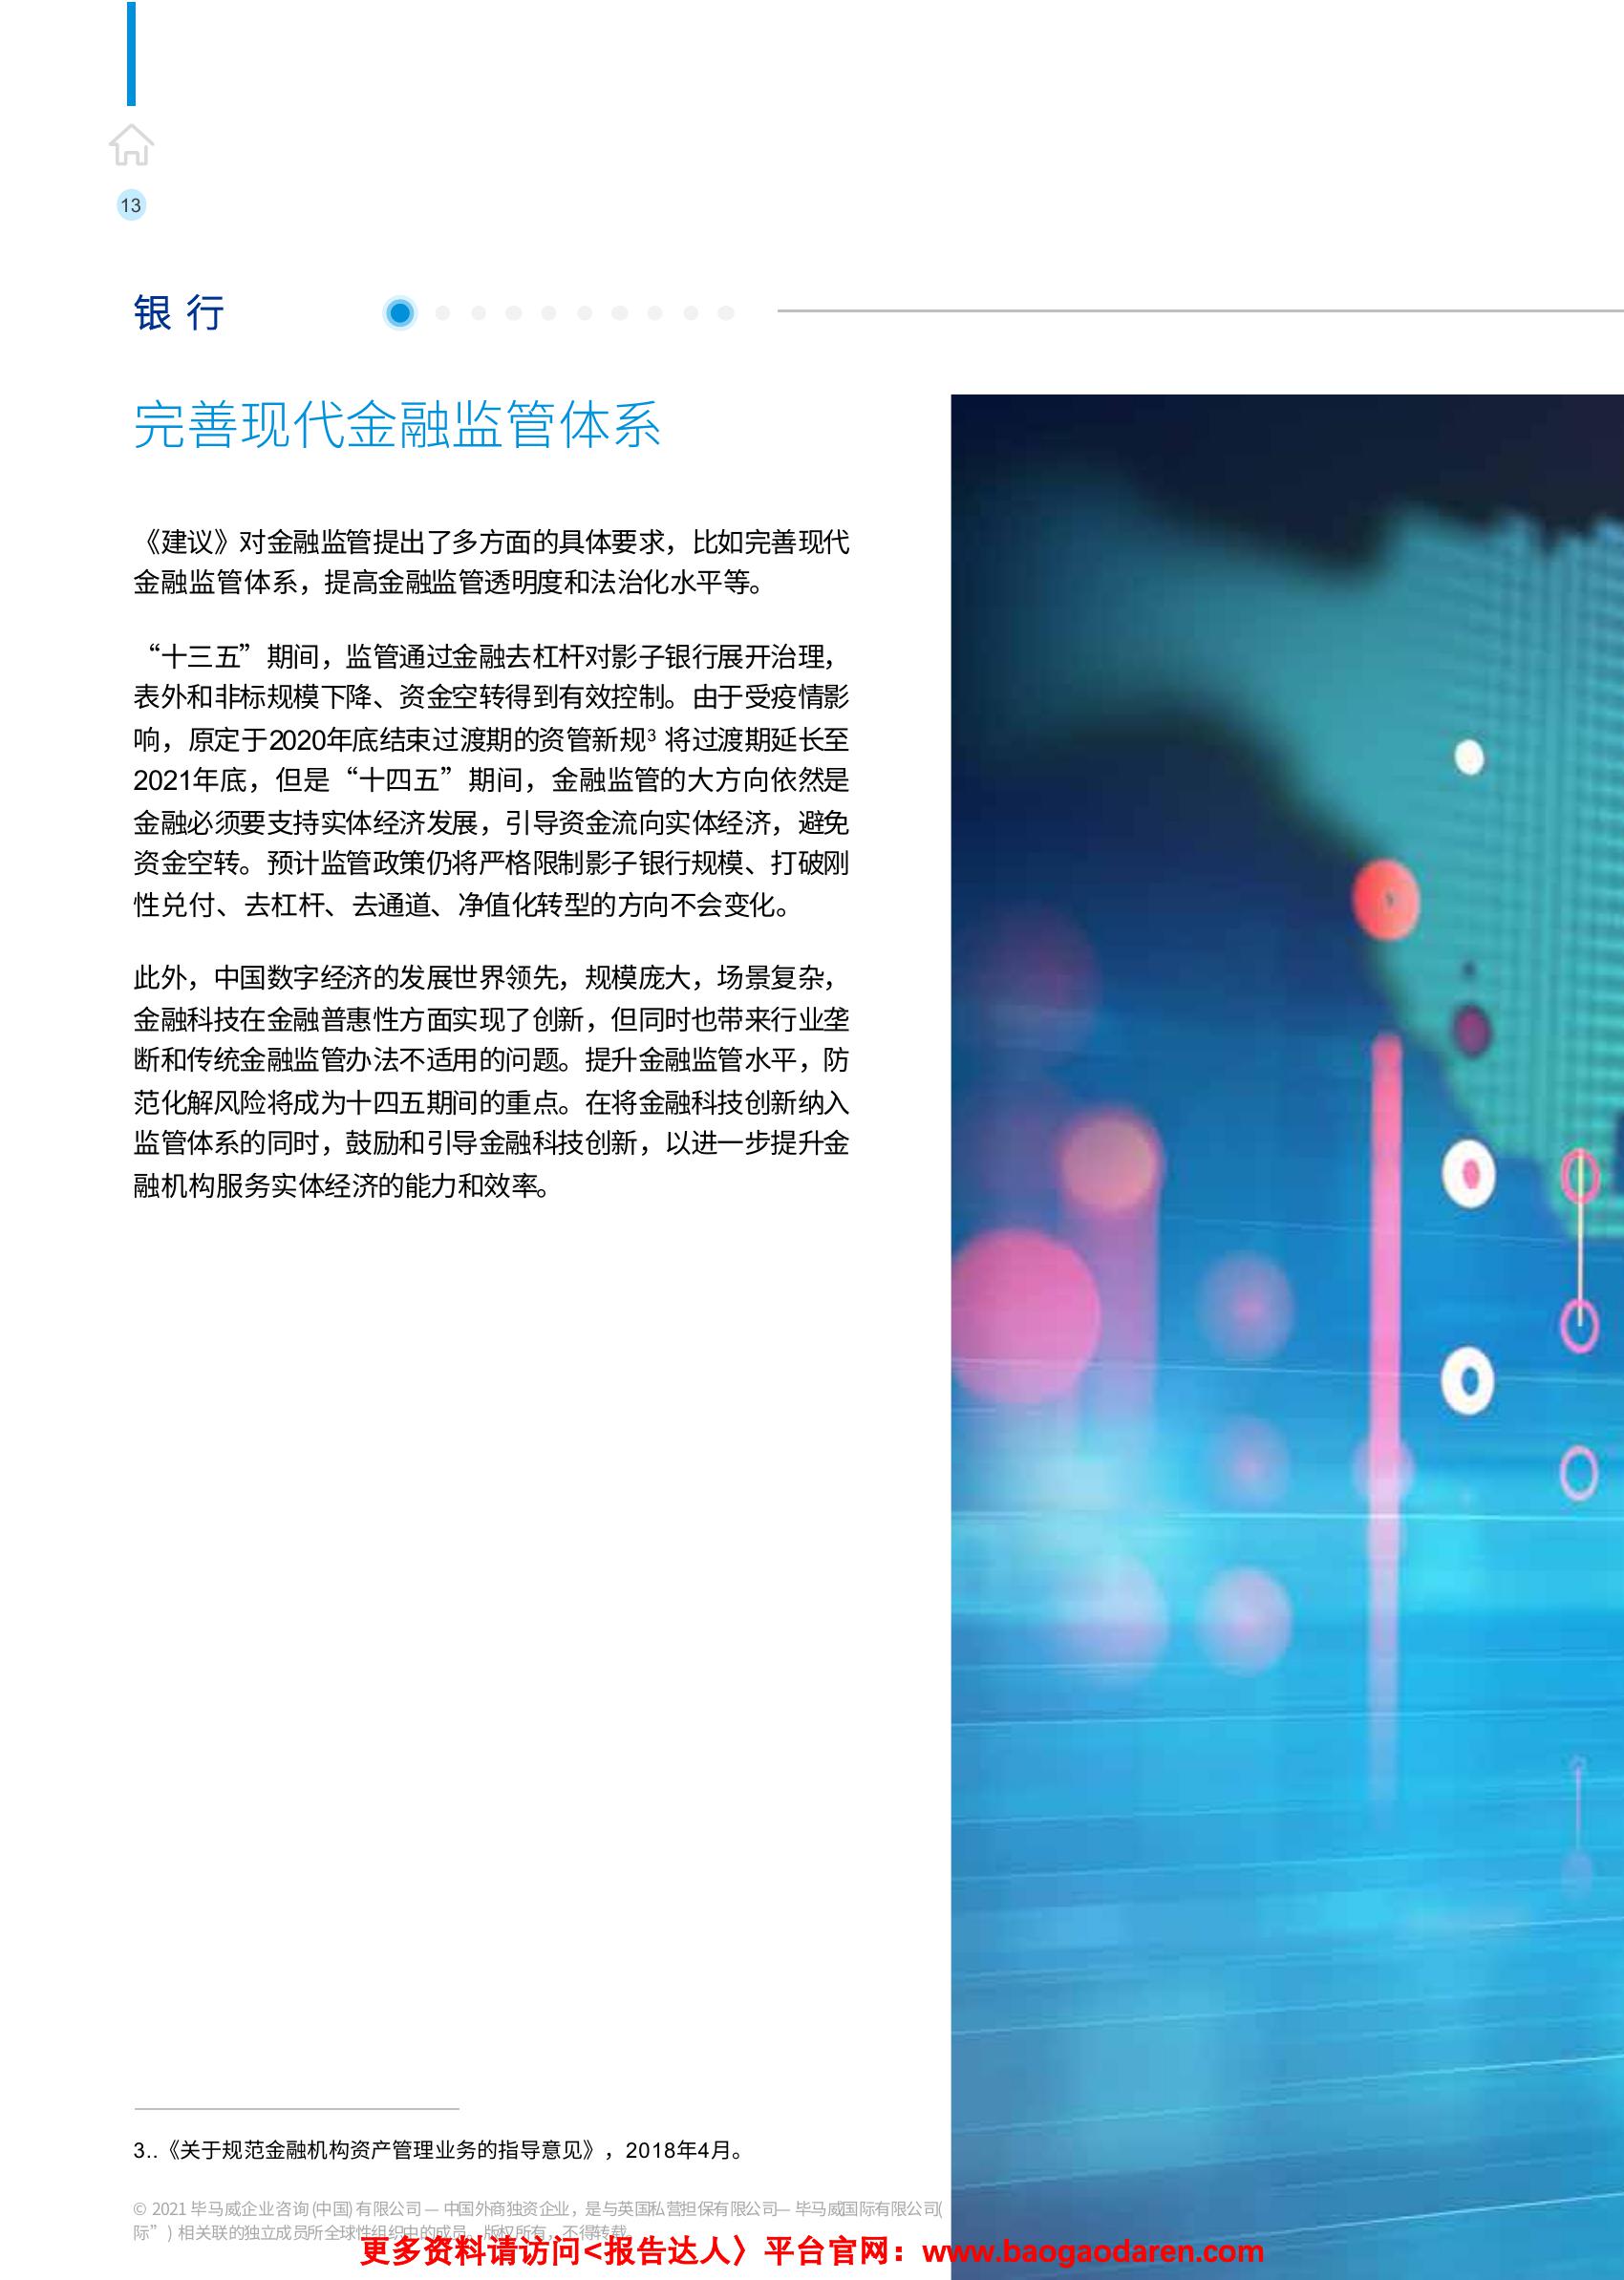 13
银行
完善现代金融监管体系
《建议》对金融监管提出了多方面的具体要求，比如完善现代
金融监管体系，提高金融监管透明度和法治化水平等。
“十三五”期间，监管通过金融去杠杆对影子银行展开治理，
表外和非标规模下降、资金空转得到有效控制。由于受疫情影
响，原定于2020年底结束过渡期的资管新规3 将过渡期延长至
2021年底，但是“十四五”期间，金融监管的大方向依然是
金融必须要支持实体经济发展，引导资金流向实体经济，避免
资金空转。预计监管政策仍将严格限制影子银行规模、打破刚
性兑付、去杠杆、去通道、净值化转型的方向不会变化。
此外，中国数字经济的发展世界领先，规模庞大，场景复杂，
金融科技在金融普惠性方面实现了创新，但同时也带来行业垄
断和传统金融监管办法不适用的问题。提升金融监管水平，防
范化解风险将成为十四五期间的重点。在将金融科技创新纳入
监管体系的同时，鼓励和引导金融科技创新，以进一步提升金
融机构服务实体经济的能力和效率。
3..《关于规范金融机构资产管理业务的指导意见》，2018年4月。
© 2021 毕马威企业咨询 (中国) 有限公司 — 中国外商独资企业，是与英国私营担保有限公司— 毕马威国际有限公司(
际”) 相关联的独立成员所全球性组织中的成员。版权所有，不得转载。
更多资料请访问<报告达人〉平台官网：www.baogaodaren.com